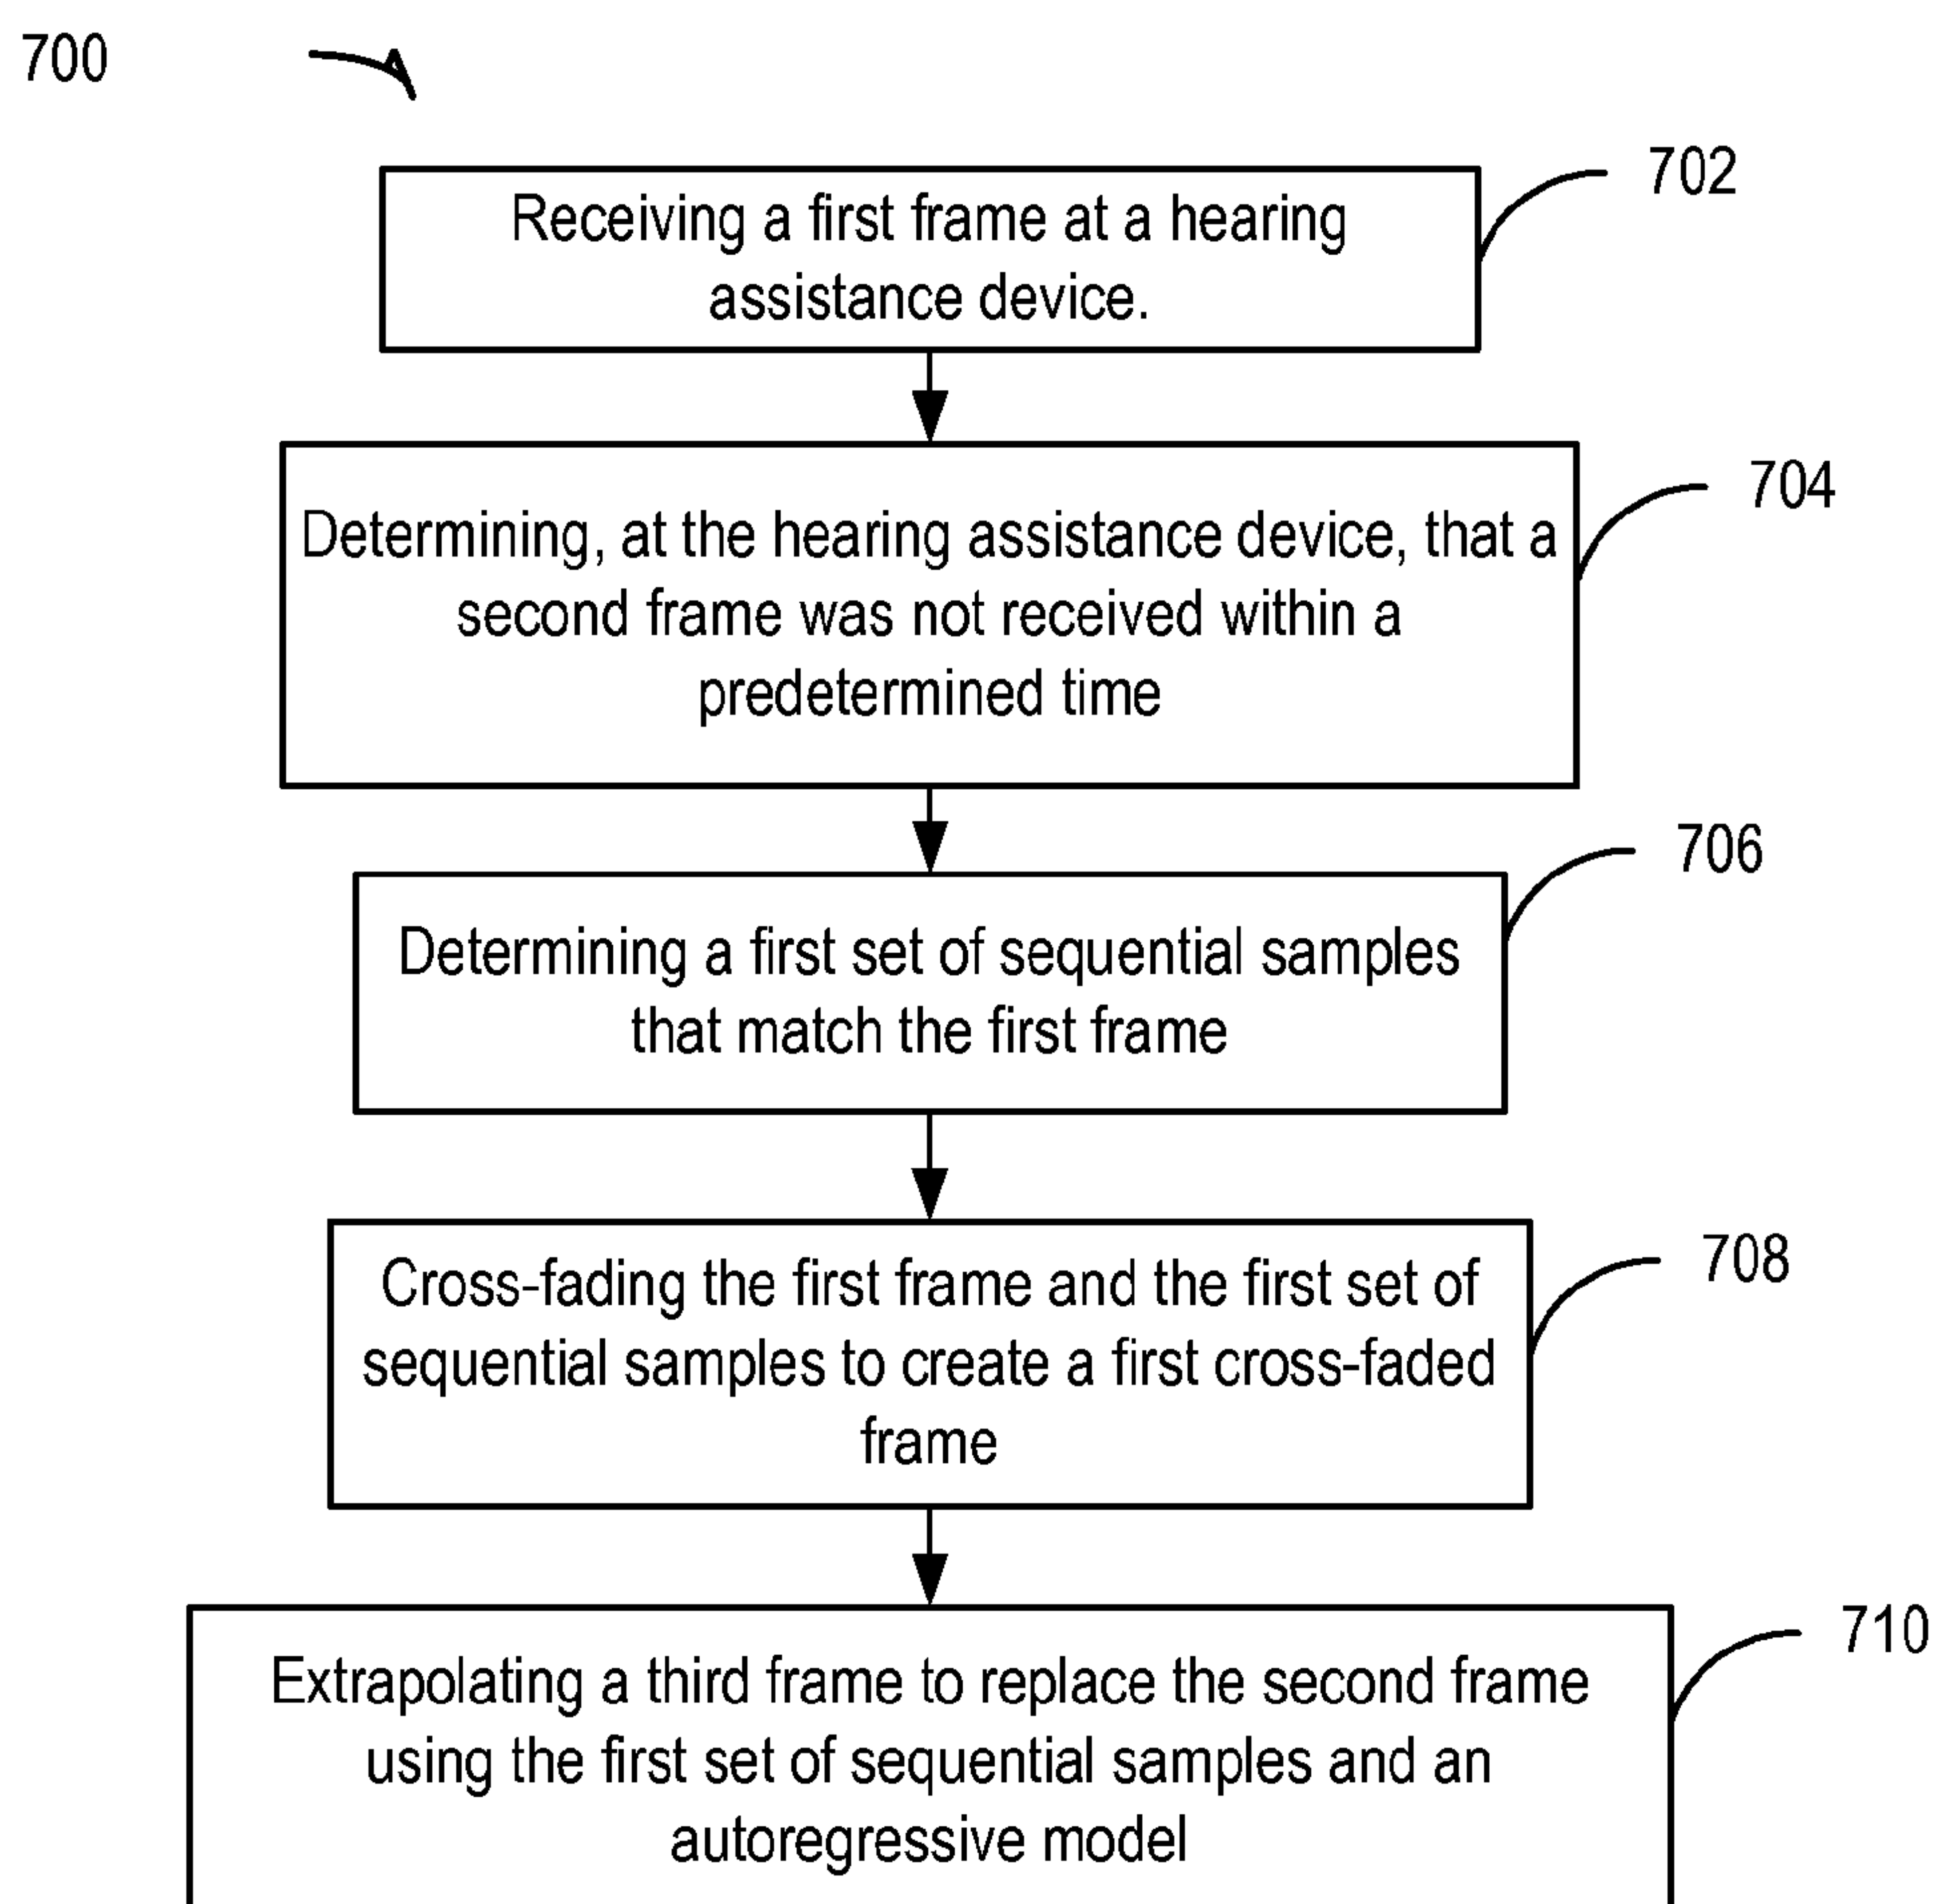 700
702
Receiving a first frame at a hearing
assistance device.
704
Determining, at the hearing assistance device, that a
second frame was not received within a
predetermined time
706
Determining a first set of sequential samples
that match the first frame
708
Cross-fading the first frame and the first set of
sequential samples to create a first cross-faded
frame
710
Extrapolating a third frame to replace the second frame
using the first set of sequential samples and an
autoregressive model